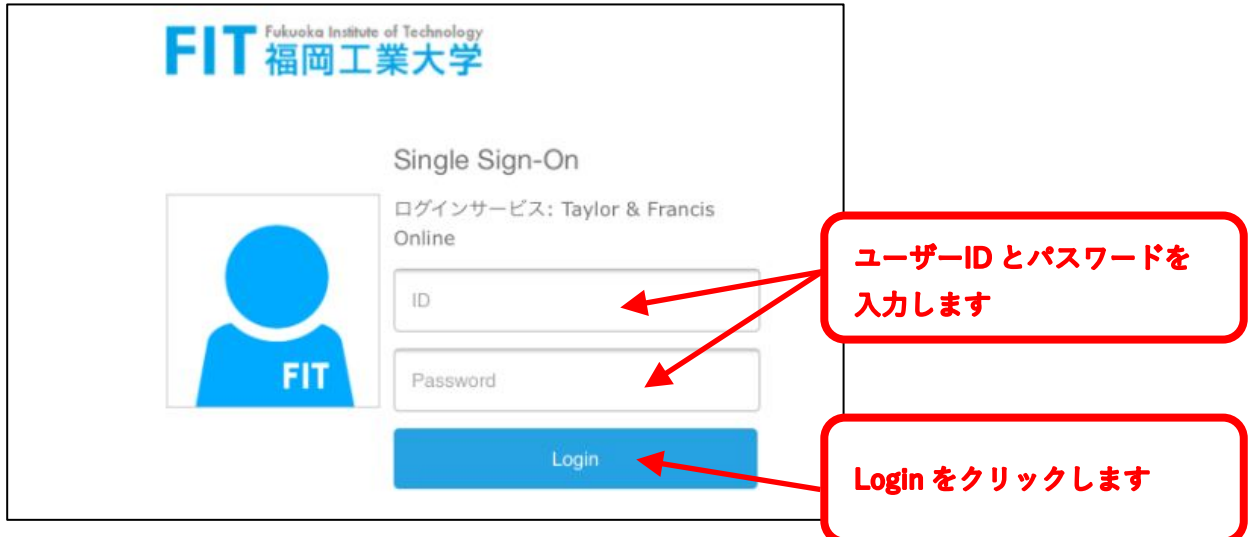 FIT Fukuoka Institute of Technology
福岡工業大学
Single Sign-On
ログインサービス: Taylor & Francis
Online
ユーザーID とパスワードを
入力します
ID
FIT
Password
Login
Login をクリックします